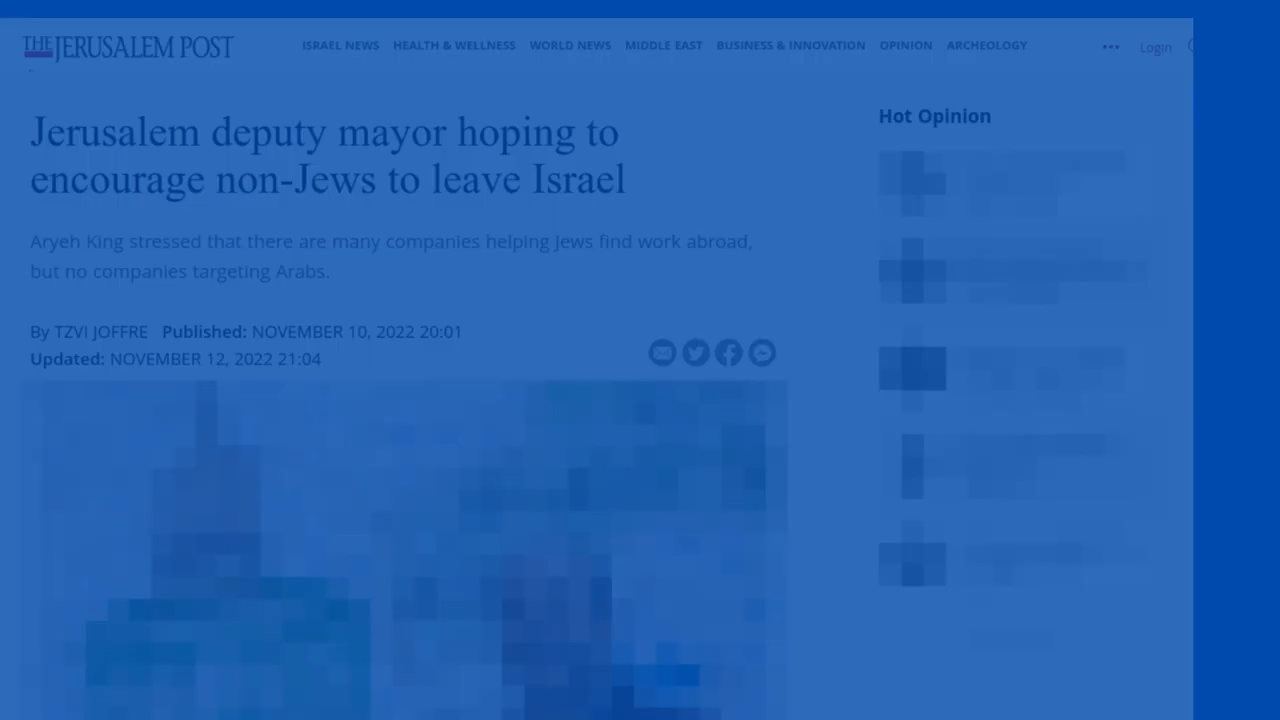 THE JERUSALEM POST
ISRAEL NEWS HEALTH & WELLNESS WORLD NEWS MIDDLE EAST BUSINESS & INNOVATION OPINION ARCHEOLOGY ••• Login
Jerusalem deputy mayor hoping to
encourage non-Jews to leave Israel
Aryeh King stressed that there are many companies helping Jews find work abroad,
but no companies targeting Arabs.
By TZVI JOFFRE Published: NOVEMBER 10, 2022 20:01
Updated: NOVEMBER 12, 2022 21:04
Hot Opinion